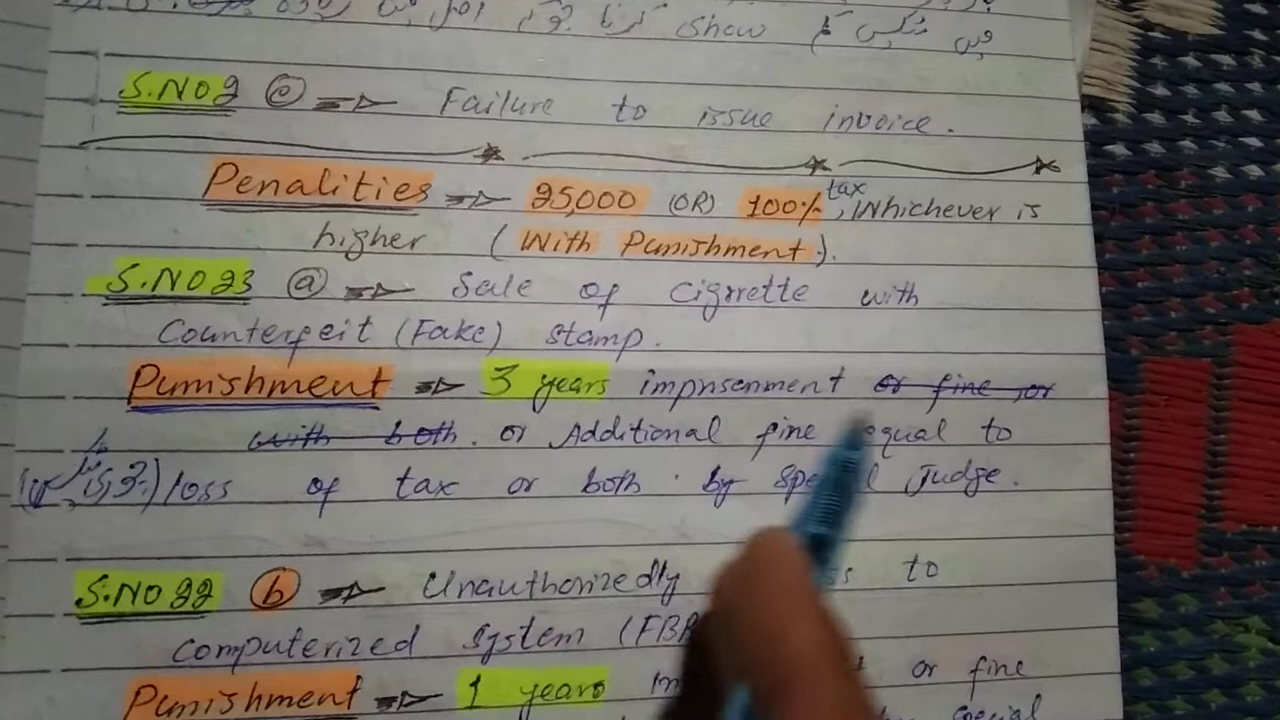 show
S.NO 2 (c) ⇒ Failure to issue invoice.
Penalities ⇒ 25,000 (OR) 100% tax, Whichever is
higher (With Punishment).
S.NO 23 (a) ⇒ Sale of Cigrrette with
Counterfeit (Fake) stamp.
Punishment ⇒ 3 years imprisonment or fine or
with both. or Additional fine equal to
loss of tax or both by Judge.
S.NO 22 (b) ⇒ Unauthorizedly to
computerized system (FBR
Punishment ⇒ 1 years or fine
special